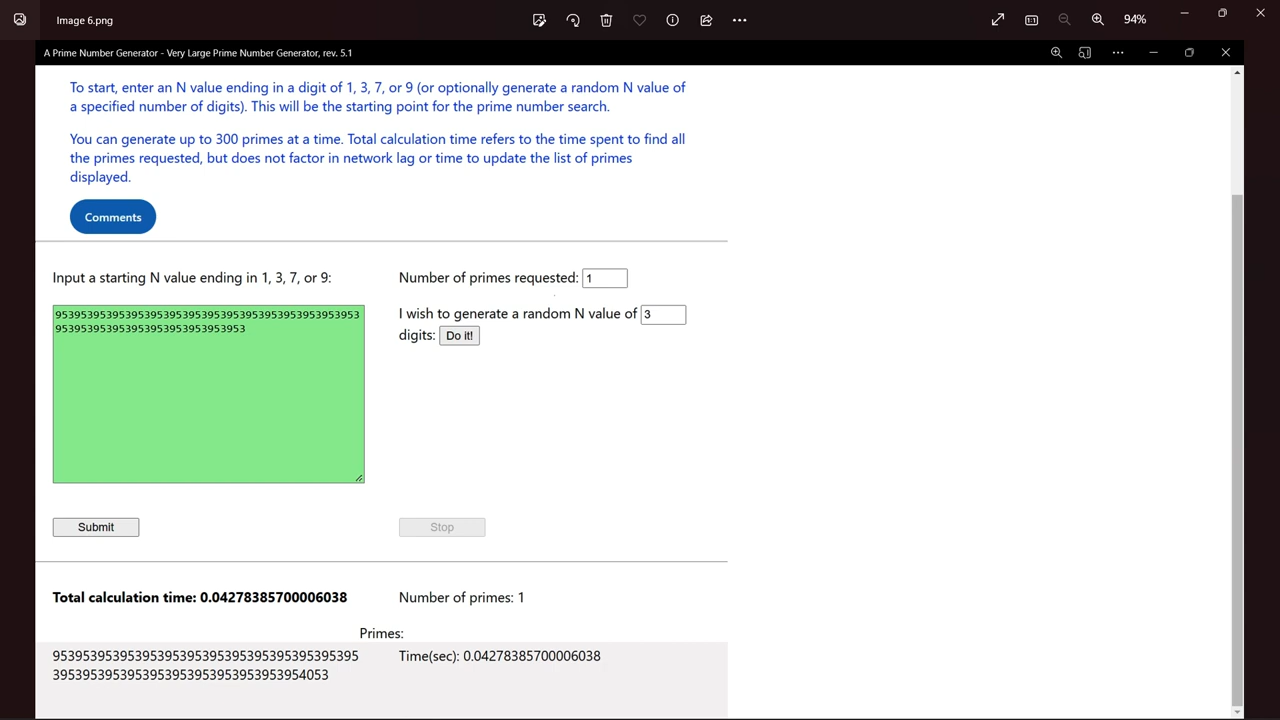 Image 6.png
94%
A Prime Number Generator - Very Large Prime Number Generator, rev. 5.1
To start, enter an N value ending in a digit of 1, 3, 7, or 9 (or optionally generate a random N value of
a specified number of digits). This will be the starting point for the prime number search.
You can generate up to 300 primes at a time. Total calculation time refers to the time spent to find all
the primes requested, but does not factor in network lag or time to update the list of primes
displayed.
Comments
Input a starting N value ending in 1, 3, 7, or 9:
Number of primes requested: 1
953953953953953953953953953953953953953953953953
953953953953953953953953953953
I wish to generate a random N value of 3
digits: Do it!
Submit
Stop
Total calculation time: 0.04278385700006038
Number of primes: 1
Primes:
95395395395395395395395395395395395395395
3953953953953953953953953953953954053
Time(sec): 0.04278385700006038